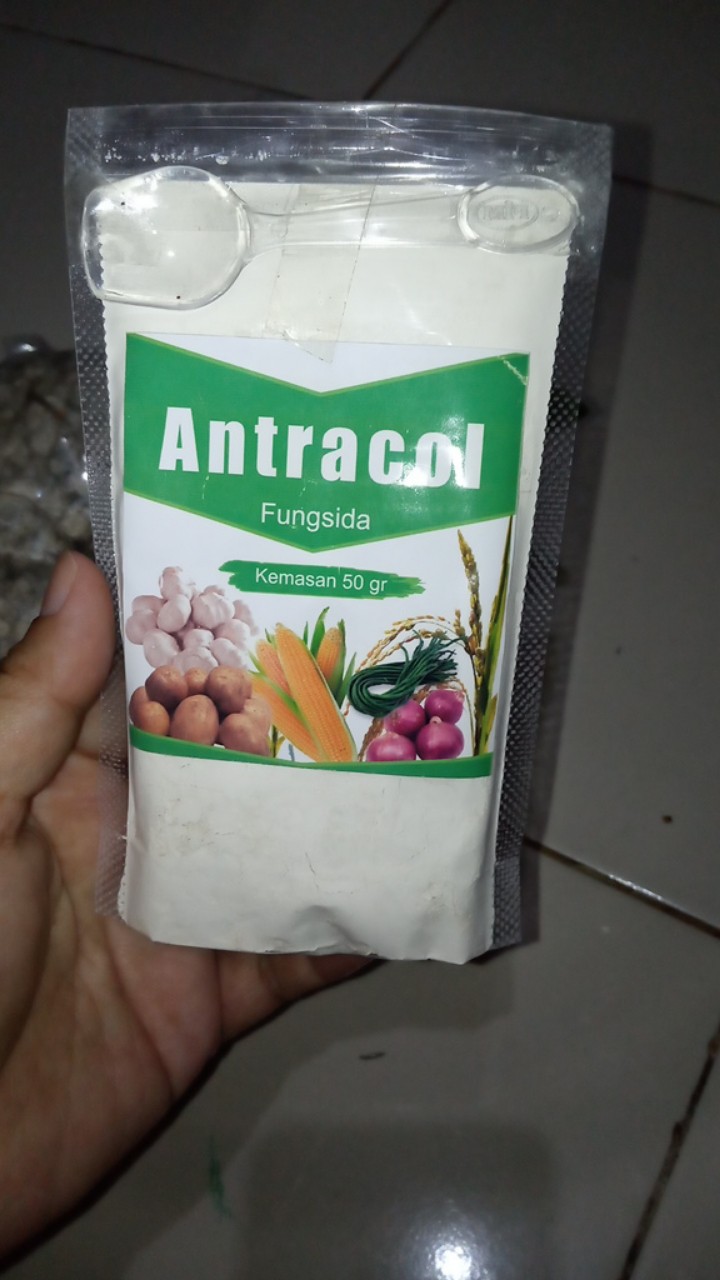 Antracol
Fungsida
Kemasan 50 gr